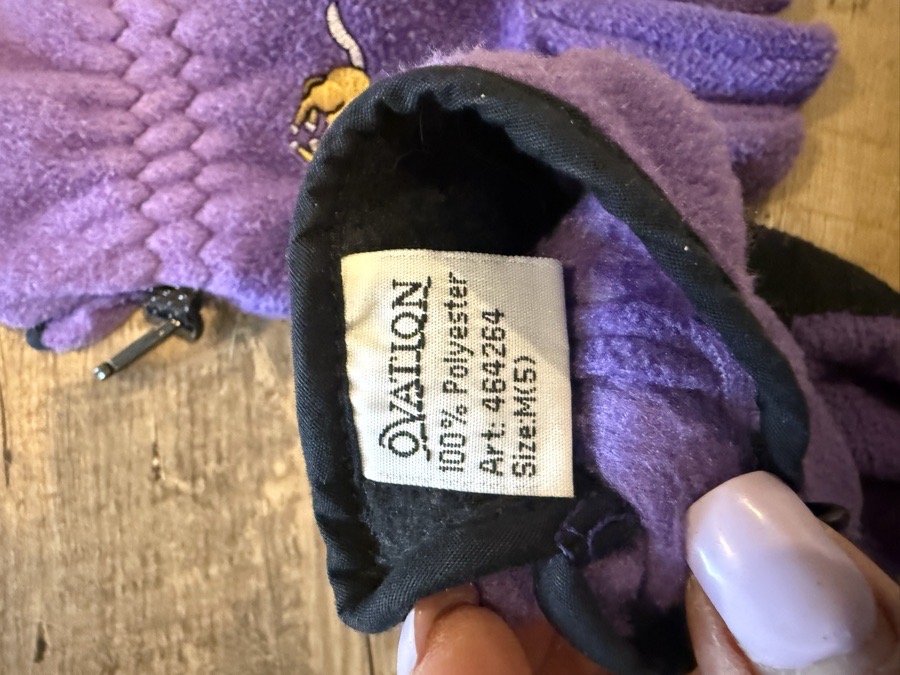 OVATION
100% Polyester
Art: 464264
Size:M(5)